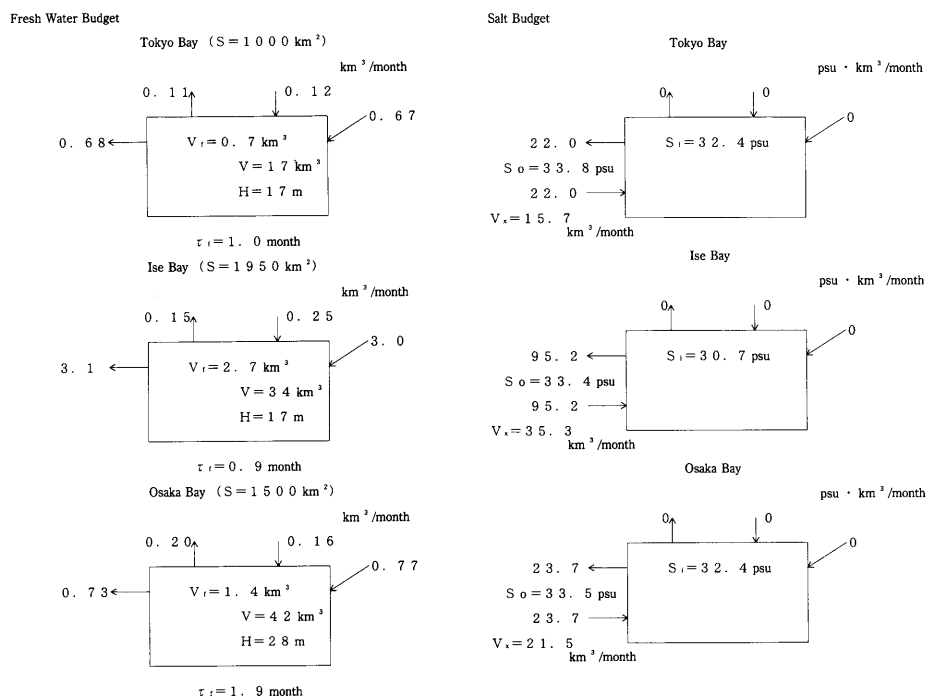 Fresh Water Budget
Tokyo Bay (S=1000 km²)
km³/month
0.11
0.12
0.67
0.68
V_f=0.7 km³
V=17 km³
H=17 m
τ_f=1.0 month
Ise Bay (S=1950 km²)
km³/month
0.15
0.25
3.0
3.1
V_f=2.7 km³
V=34 km³
H=17 m
τ_f=0.9 month
Osaka Bay (S=1500 km²)
km³/month
0.20
0.16
0.77
0.73
V_f=1.4 km³
V=42 km³
H=28 m
τ_f=1.9 month
Salt Budget
Tokyo Bay
psu・km³/month
0
0
0
22.0
S_i=32.4 psu
So=33.8 psu
22.0
V_x=15.7
km³/month
Ise Bay
psu・km³/month
0
0
0
95.2
S_i=30.7 psu
So=33.4 psu
95.2
V_x=35.3
km³/month
Osaka Bay
psu・km³/month
0
0
0
23.7
S_i=32.4 psu
So=33.5 psu
23.7
V_x=21.5
km³/month